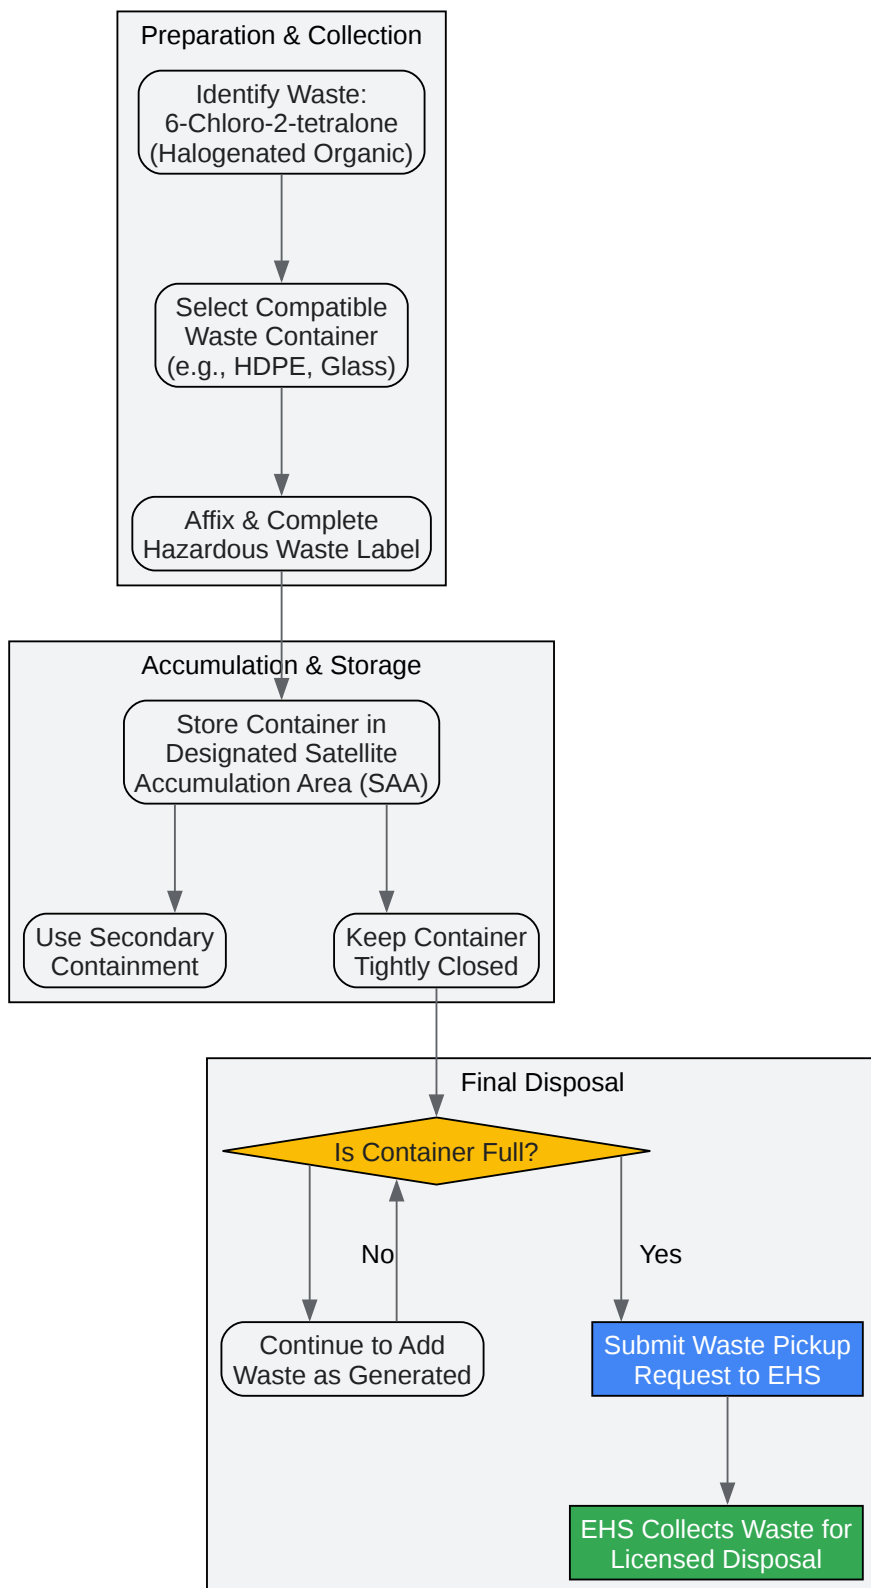 Preparation & Collection
Identify Waste:
6-Chloro-2-tetralone
(Halogenated Organic)
Select Compatible
Waste Container
(e.g., HDPE, Glass)
Affix & Complete
Hazardous Waste Label
Accumulation & Storage
Store Container in
Designated Satellite
Accumulation Area (SAA)
Use Secondary
Containment
Keep Container
Tightly Closed
Final Disposal
Is Container Full?
No
Yes
Continue to Add
Waste as Generated
Submit Waste Pickup
Request to EHS
EHS Collects Waste for
Licensed Disposal